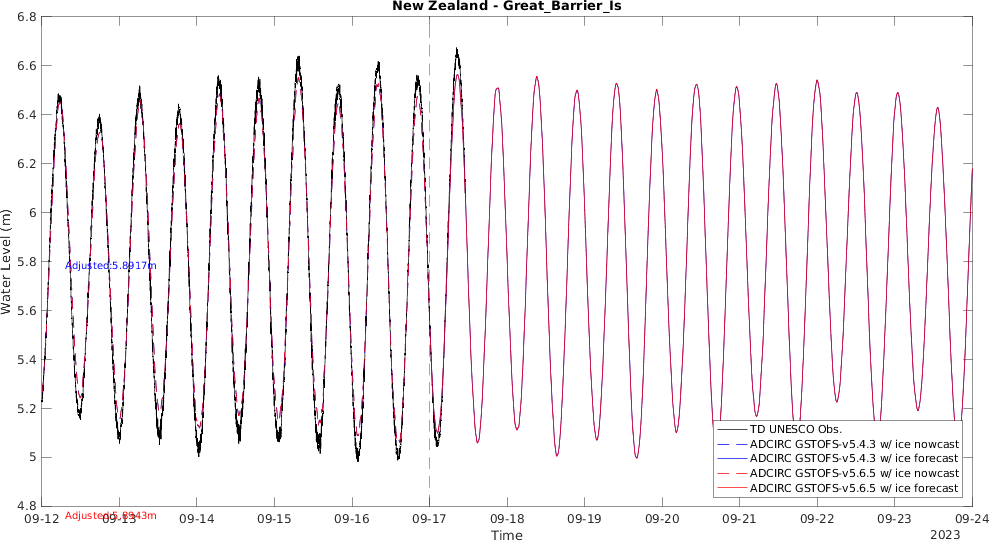 New Zealand - Great_Barrier_Is
6.8
6.6
6.4
6.2
6
5.8
5.6
5.4
5.2
5
4.8
Water Level (m)
Adjusted:5.8917m
Adjusted:5.8943m
TD UNESCO Obs.
ADCIRC GSTOFS-v5.4.3 w/ ice nowcast
ADCIRC GSTOFS-v5.4.3 w/ ice forecast
ADCIRC GSTOFS-v5.6.5 w/ ice nowcast
ADCIRC GSTOFS-v5.6.5 w/ ice forecast
09-12 09-13 09-14 09-15 09-16 09-17 09-18 09-19 09-20 09-21 09-22 09-23 09-24
Time
2023